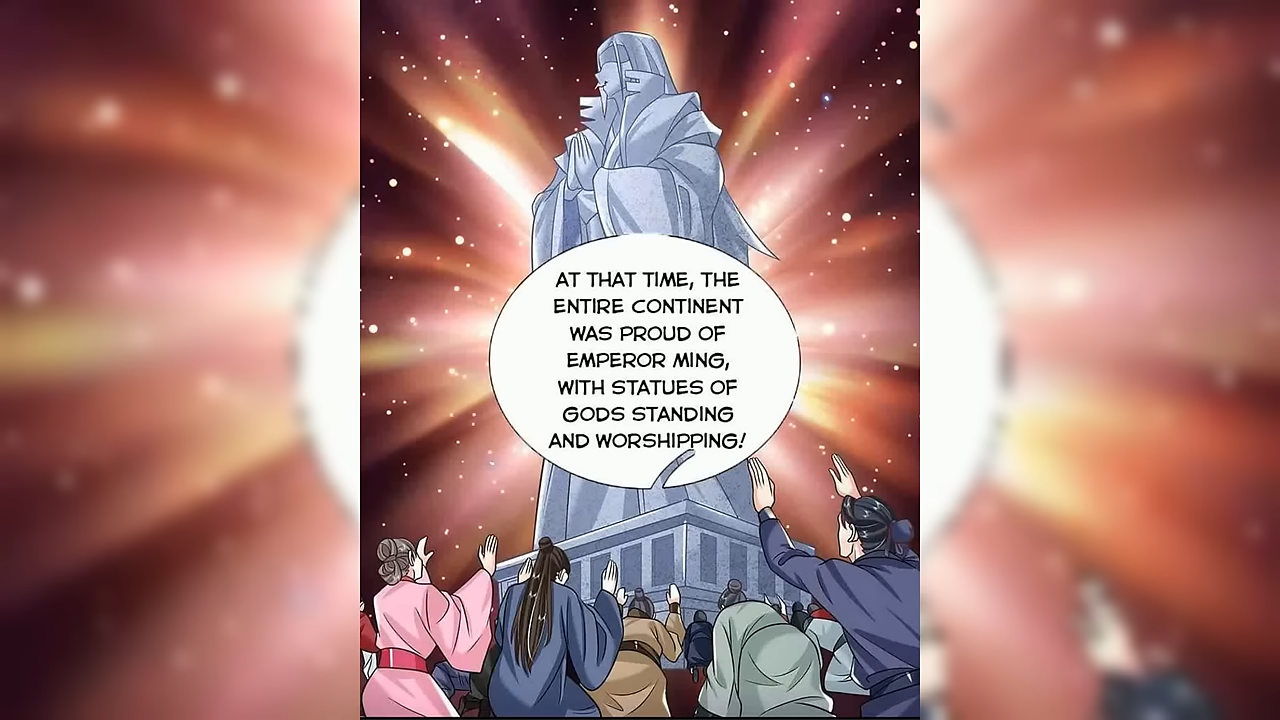 AT THAT TIME, THE
ENTIRE CONTINENT
WAS PROUD OF
EMPEROR MING,
WITH STATUES OF
GODS STANDING
AND WORSHIPPING!